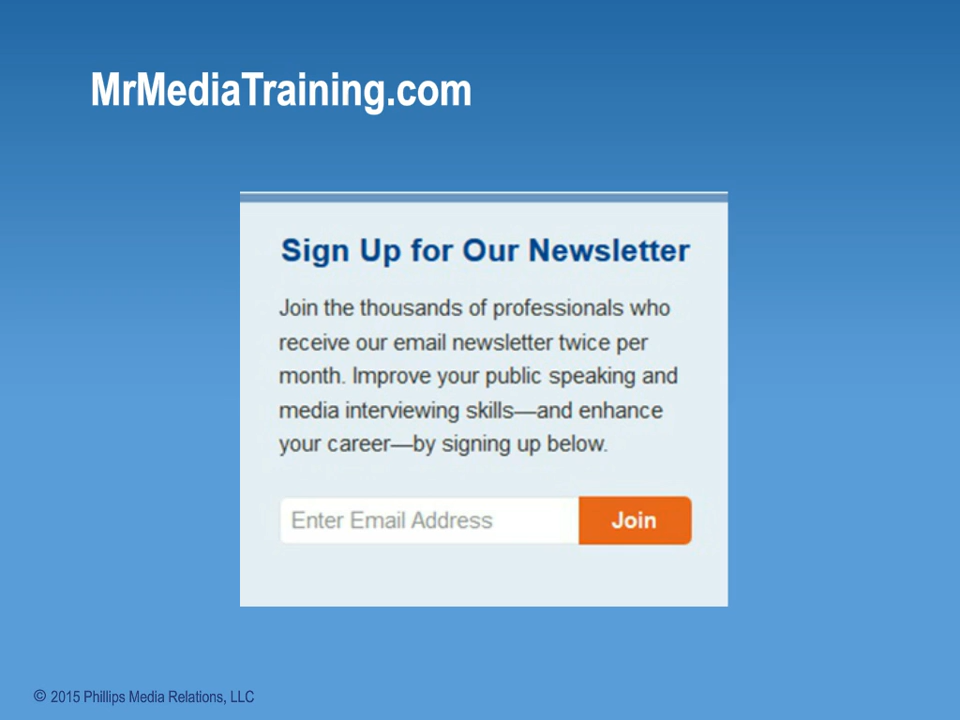 MrMediaTraining.com
Sign Up for Our Newsletter
Join the thousands of professionals who
receive our email newsletter twice per
month. Improve your public speaking and
media interviewing skills—and enhance
your career—by signing up below.
Enter Email Address
Join
© 2015 Phillips Media Relations, LLC